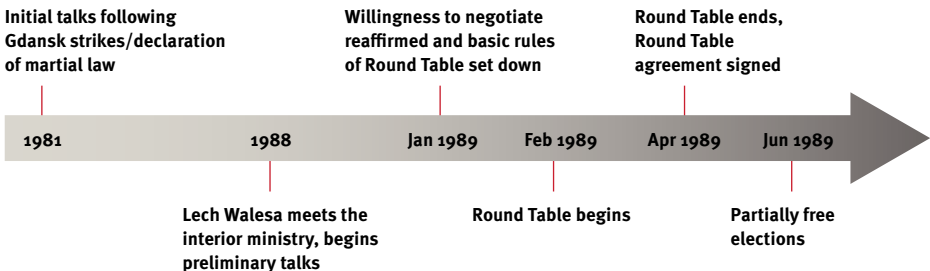 Initial talks following
Gdansk strikes/declaration
of martial law
Willingness to negotiate
reaffirmed and basic rules
of Round Table set down
Round Table ends,
Round Table
agreement signed
1981
1988
Jan 1989
Feb 1989
Apr 1989
Jun 1989
Lech Walesa meets the
interior ministry, begins
preliminary talks
Round Table begins
Partially free
elections